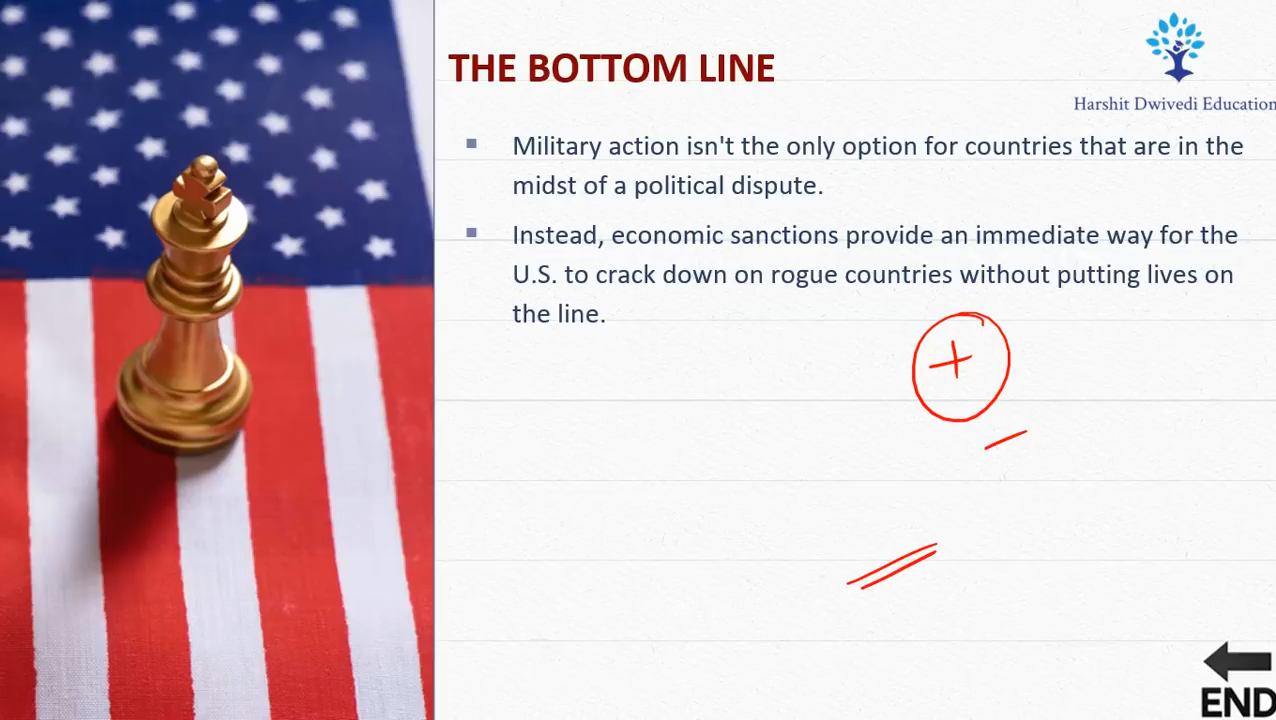 THE BOTTOM LINE
Harshit Dwivedi Education
Military action isn't the only option for countries that are in the
midst of a political dispute.
Instead, economic sanctions provide an immediate way for the
U.S. to crack down on rogue countries without putting lives on
the line.
+
END